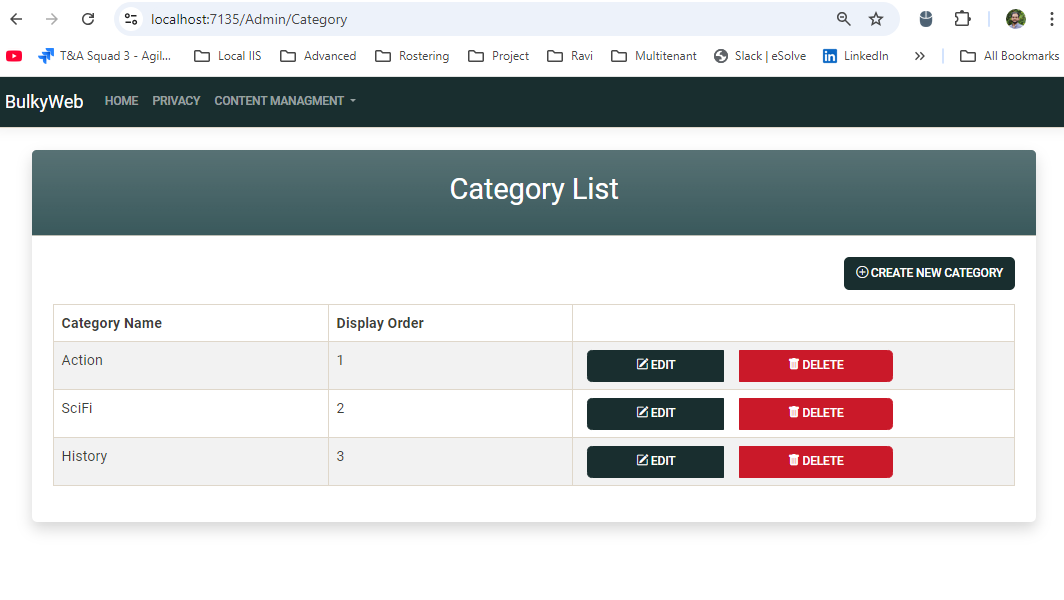 localhost:7135/Admin/Category
T&A Squad 3 - Agil... Local IIS Advanced Rostering Project Ravi Multitenant Slack | eSolve LinkedIn » All Bookmarks
BulkyWeb HOME PRIVACY CONTENT MANAGMENT
Category List
CREATE NEW CATEGORY
Category Name Display Order
Action 1 EDIT DELETE
SciFi 2 EDIT DELETE
History 3 EDIT DELETE